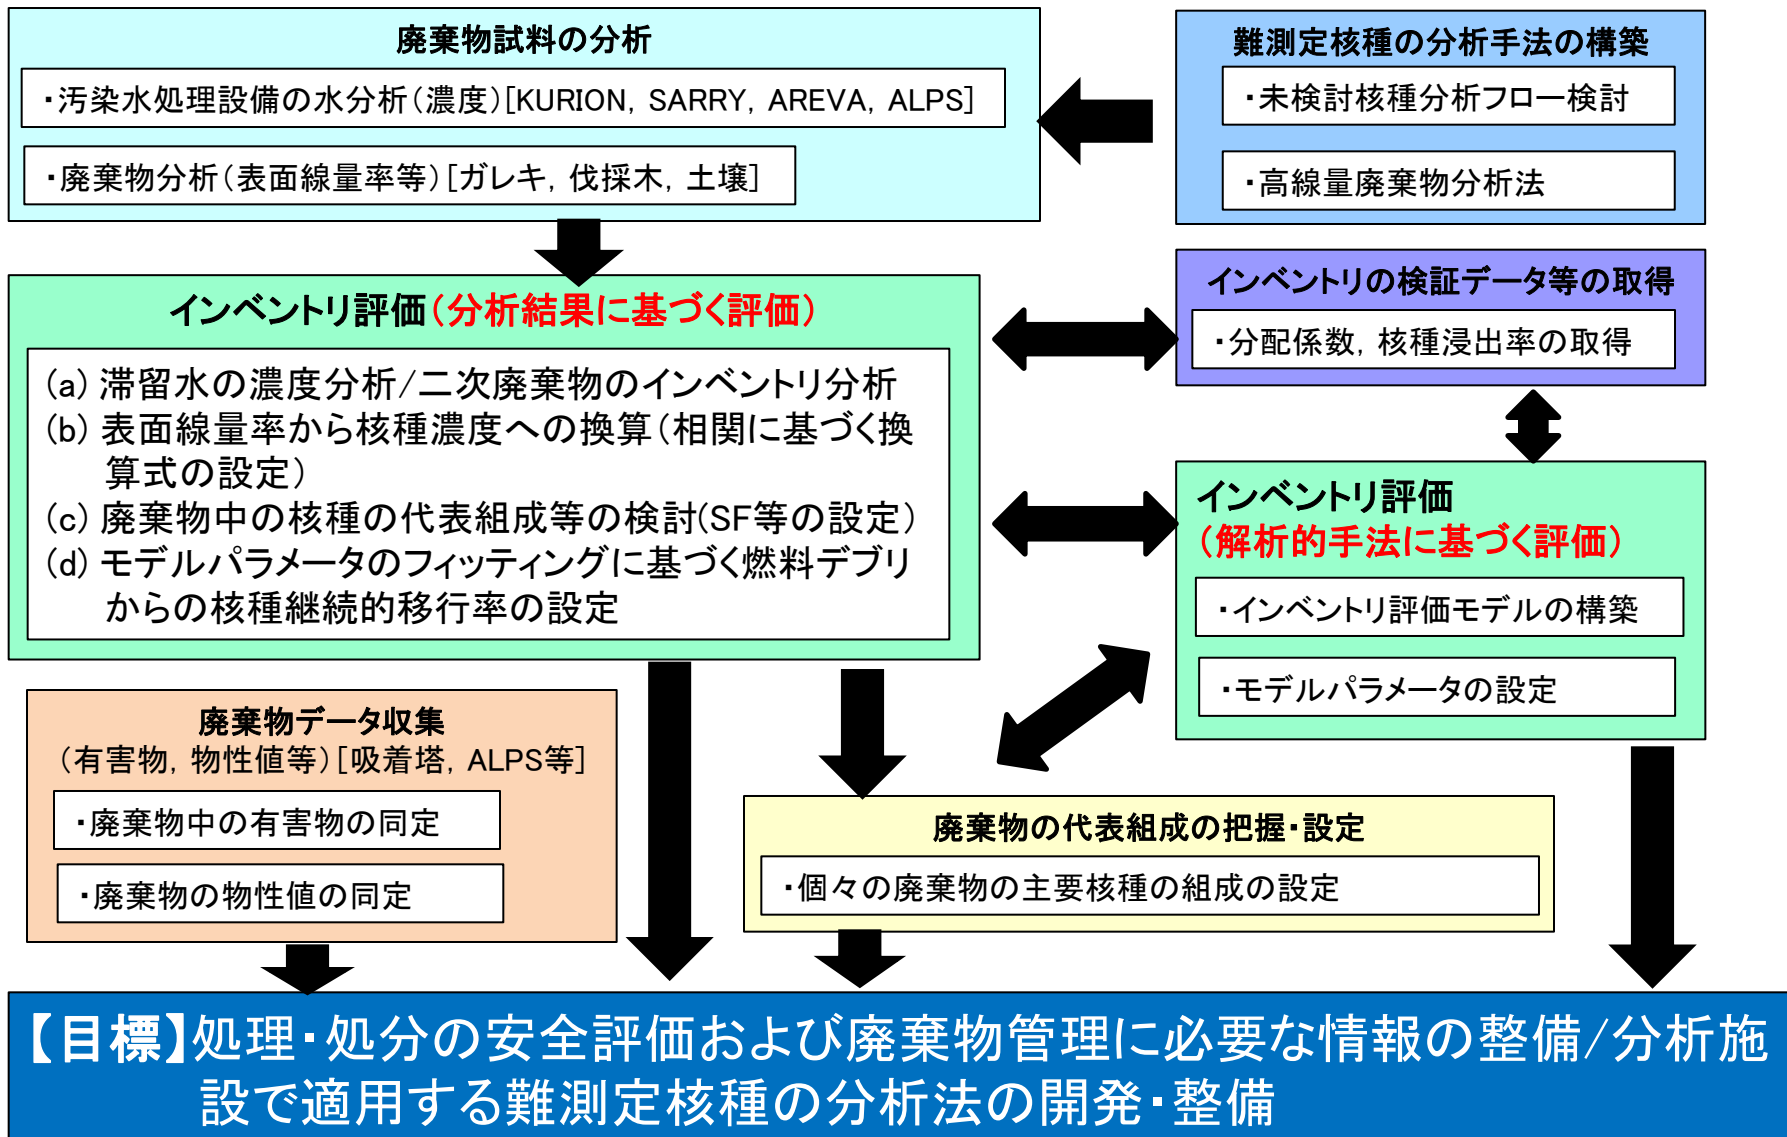 廃棄物試料の分析
・汚染水処理設備の水分析（濃度）[KURION, SARRY, AREVA, ALPS]
・廃棄物分析（表面線量率等）[ガレキ, 伐採木, 土壌]
難測定核種の分析手法の構築
・未検討核種分析フロー検討
・高線量廃棄物分析法
インベントリ評価（分析結果に基づく評価）
(a) 滞留水の濃度分析/二次廃棄物のインベントリ分析
(b) 表面線量率から核種濃度への換算（相関に基づく換
算式の設定）
(c) 廃棄物中の核種の代表組成等の検討(SF等の設定）
(d) モデルパラメータのフィッティングに基づく燃料デブリ
からの核種継続的移行率の設定
インベントリの検証データ等の取得
・分配係数, 核種浸出率の取得
インベントリ評価
（解析的手法に基づく評価）
・インベントリ評価モデルの構築
・モデルパラメータの設定
廃棄物データ収集
（有害物, 物性値等）[吸着塔, ALPS等]
・廃棄物中の有害物の同定
・廃棄物の物性値の同定
廃棄物の代表組成の把握・設定
・個々の廃棄物の主要核種の組成の設定
【目標】処理・処分の安全評価および廃棄物管理に必要な情報の整備/分析施
設で適用する難測定核種の分析法の開発・整備